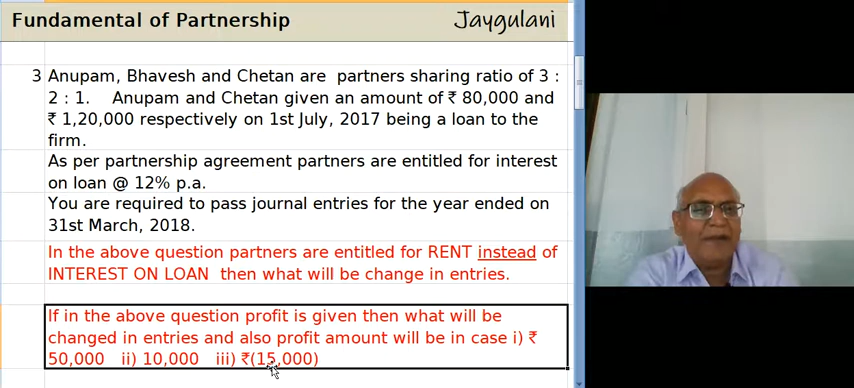 Fundamental of Partnership
Jaygulani
3 Anupam, Bhavesh and Chetan are partners sharing ratio of 3 :
2 : 1. Anupam and Chetan given an amount of ₹ 80,000 and
₹ 1,20,000 respectively on 1st July, 2017 being a loan to the
firm.
As per partnership agreement partners are entitled for interest
on loan @ 12% p.a.
You are required to pass journal entries for the year ended on
31st March, 2018.
In the above question partners are entitled for RENT instead of
INTEREST ON LOAN then what will be change in entries.
If in the above question profit is given then what will be
changed in entries and also profit amount will be in case i) ₹
50,000 ii) 10,000 iii) ₹(15,000)